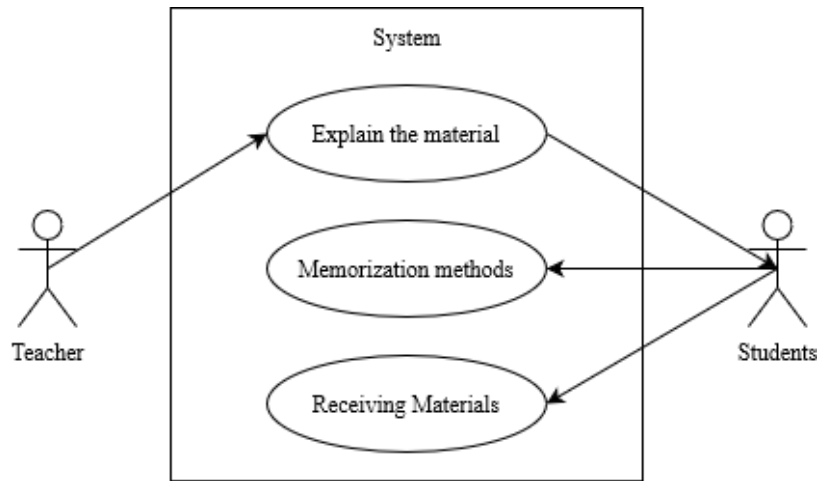 System
Explain the material
Memorization methods
Teacher
Students
Receiving Materials